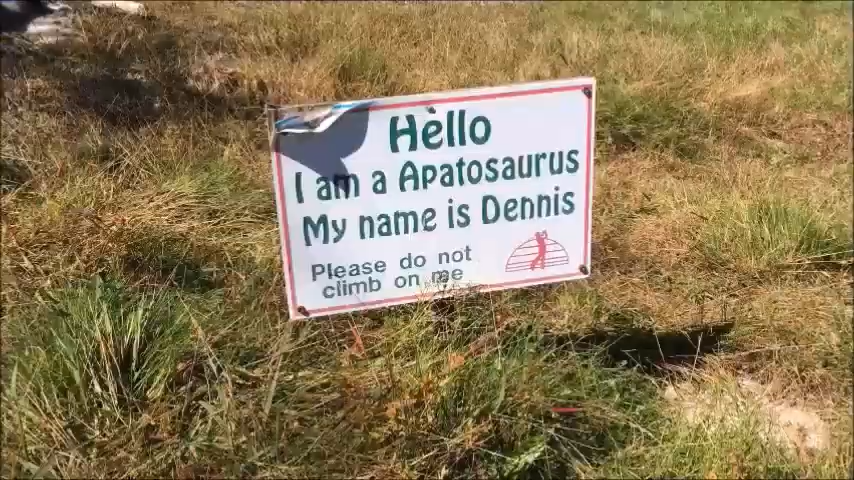 Hello
I am a Apatosaurus
My name is Dennis
Please do not
climb on me